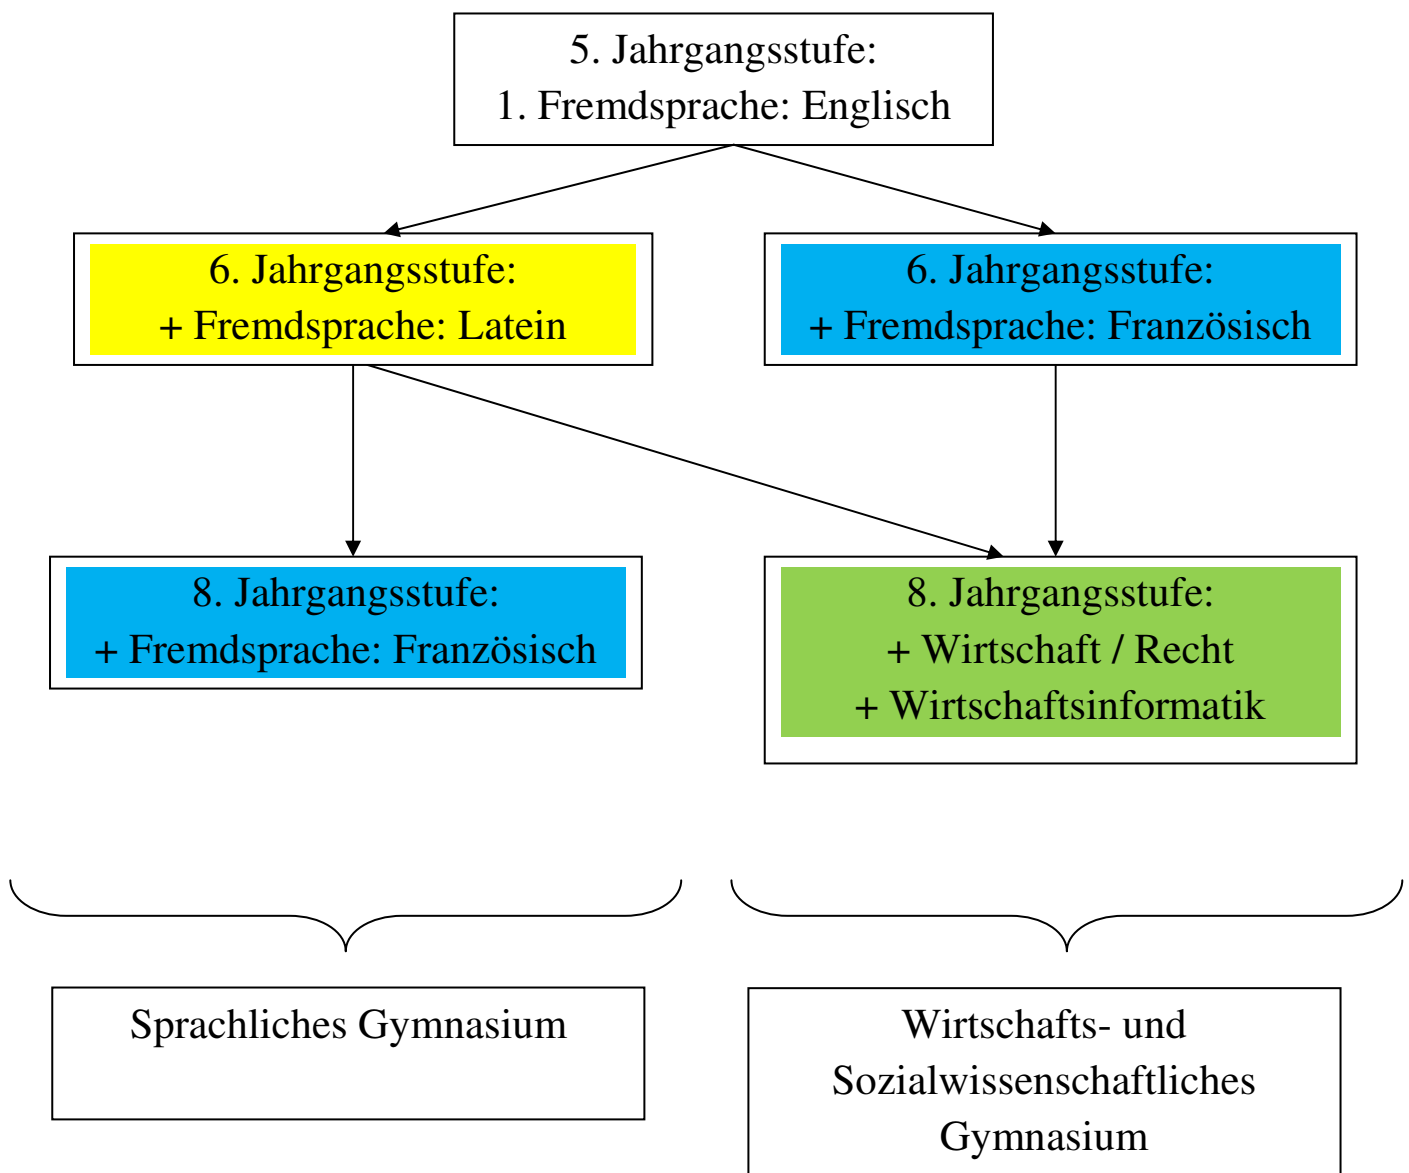 5. Jahrgangsstufe:
1. Fremdsprache: Englisch
6. Jahrgangsstufe:
+ Fremdsprache: Latein
6. Jahrgangsstufe:
+ Fremdsprache: Französisch
8. Jahrgangsstufe:
+ Fremdsprache: Französisch
8. Jahrgangsstufe:
+ Wirtschaft / Recht
+ Wirtschaftsinformatik
Sprachliches Gymnasium
Wirtschafts- und
Sozialwissenschaftliches
Gymnasium